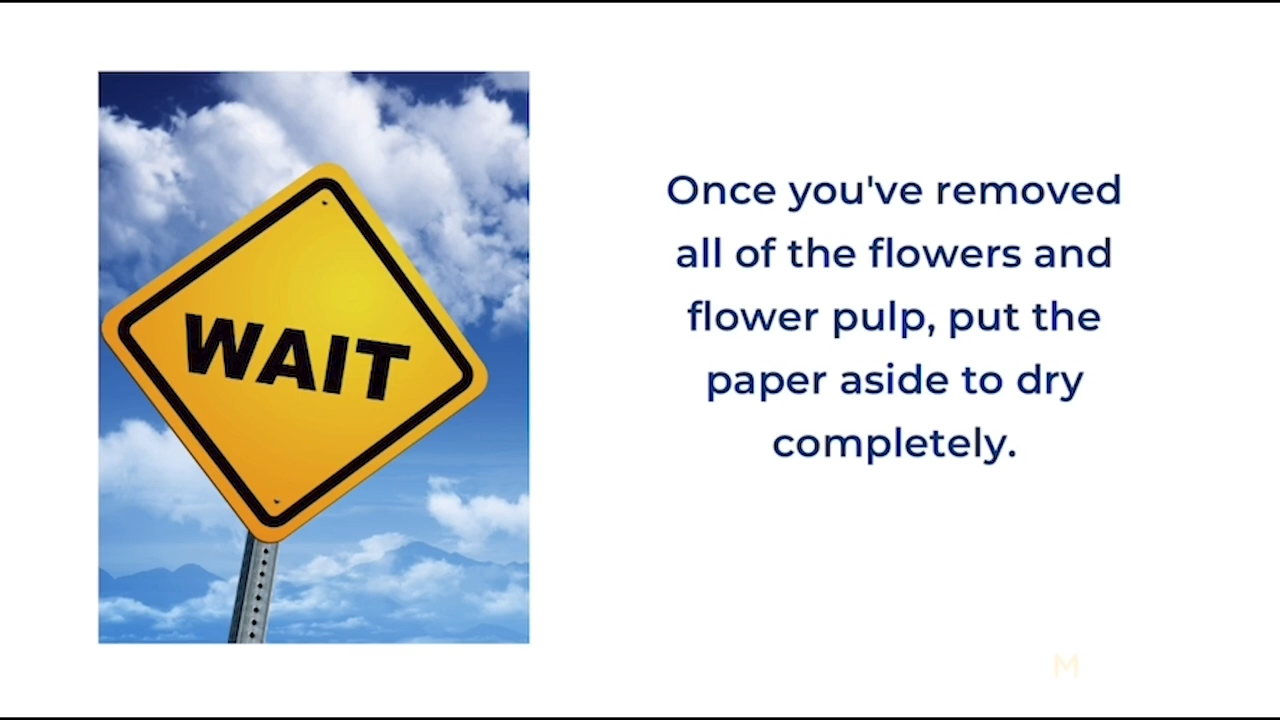 WAIT
Once you've removed
all of the flowers and
flower pulp, put the
paper aside to dry
completely.
M